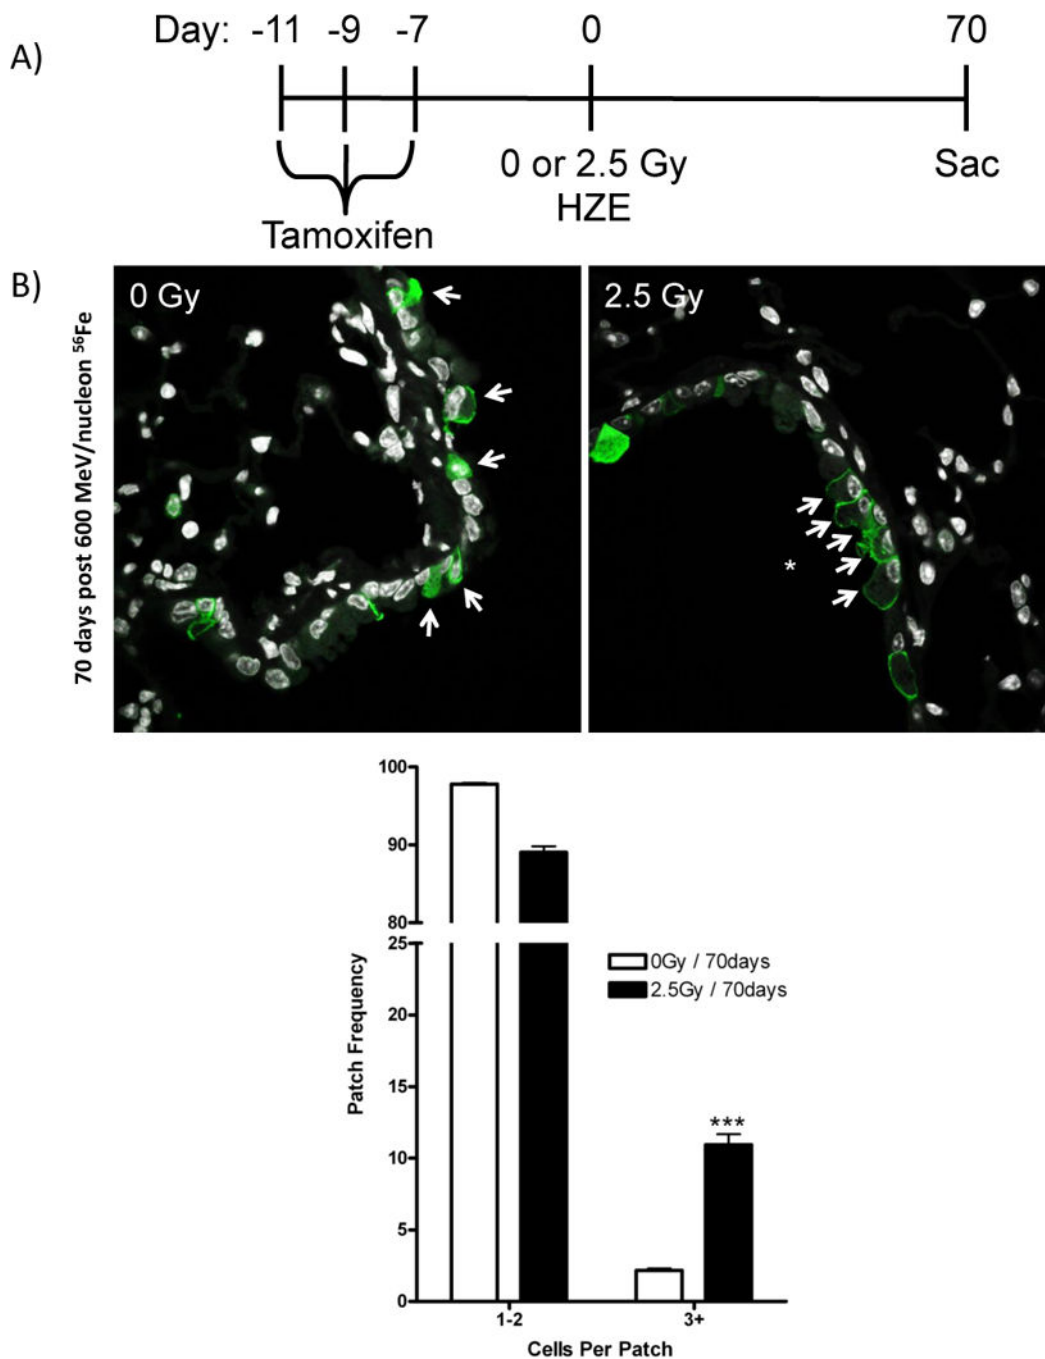 A)
Day: -11 -9 -7 0 70
0 or 2.5 Gy
HZE
Sac
Tamoxifen
B)
70 days post 600 MeV/nucleon ⁵⁶Fe
0 Gy
2.5 Gy
*
100
90
80
25
20
15
10
5
0
Patch Frequency
0Gy / 70days
2.5Gy / 70days
***
1-2
3+
Cells Per Patch